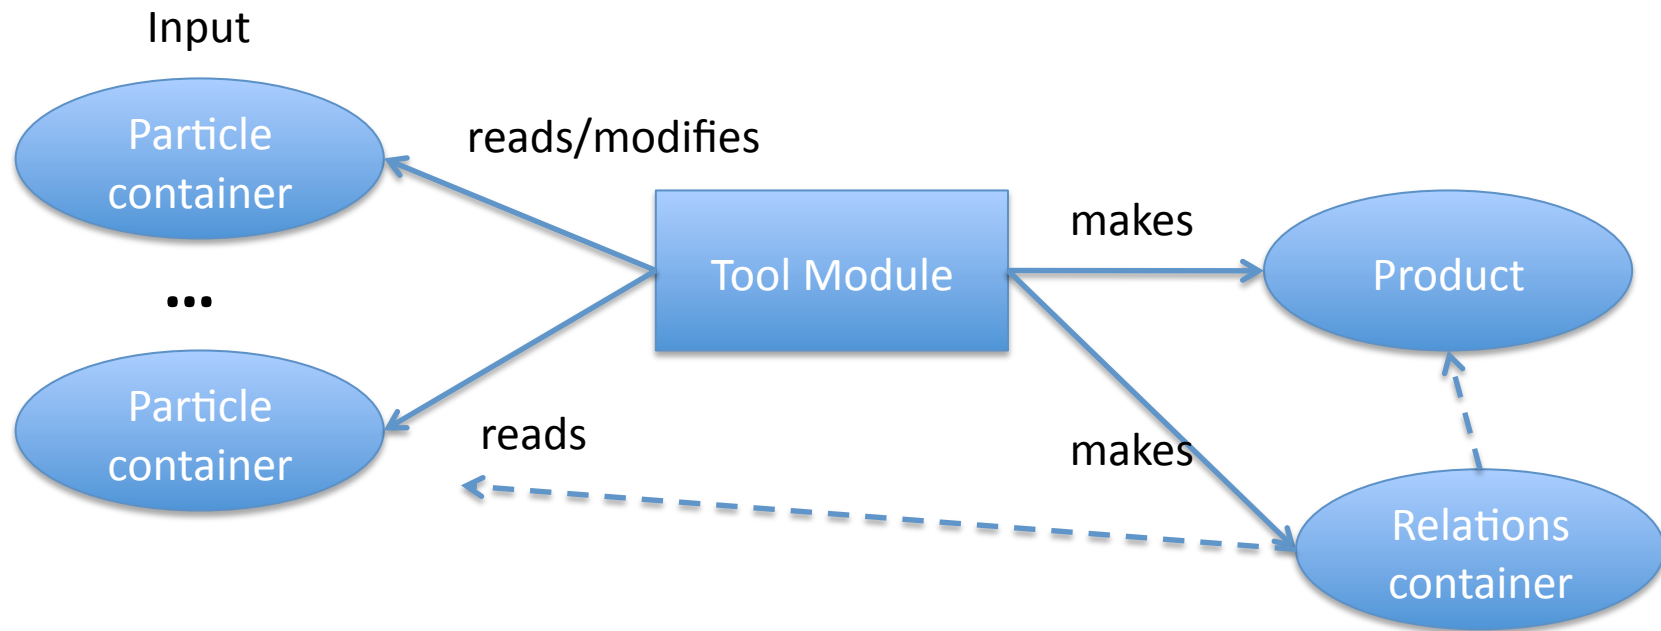 Input
Particle
container
reads/modifies
...
Particle
container
reads
Tool Module
makes
Product
makes
Relations
container